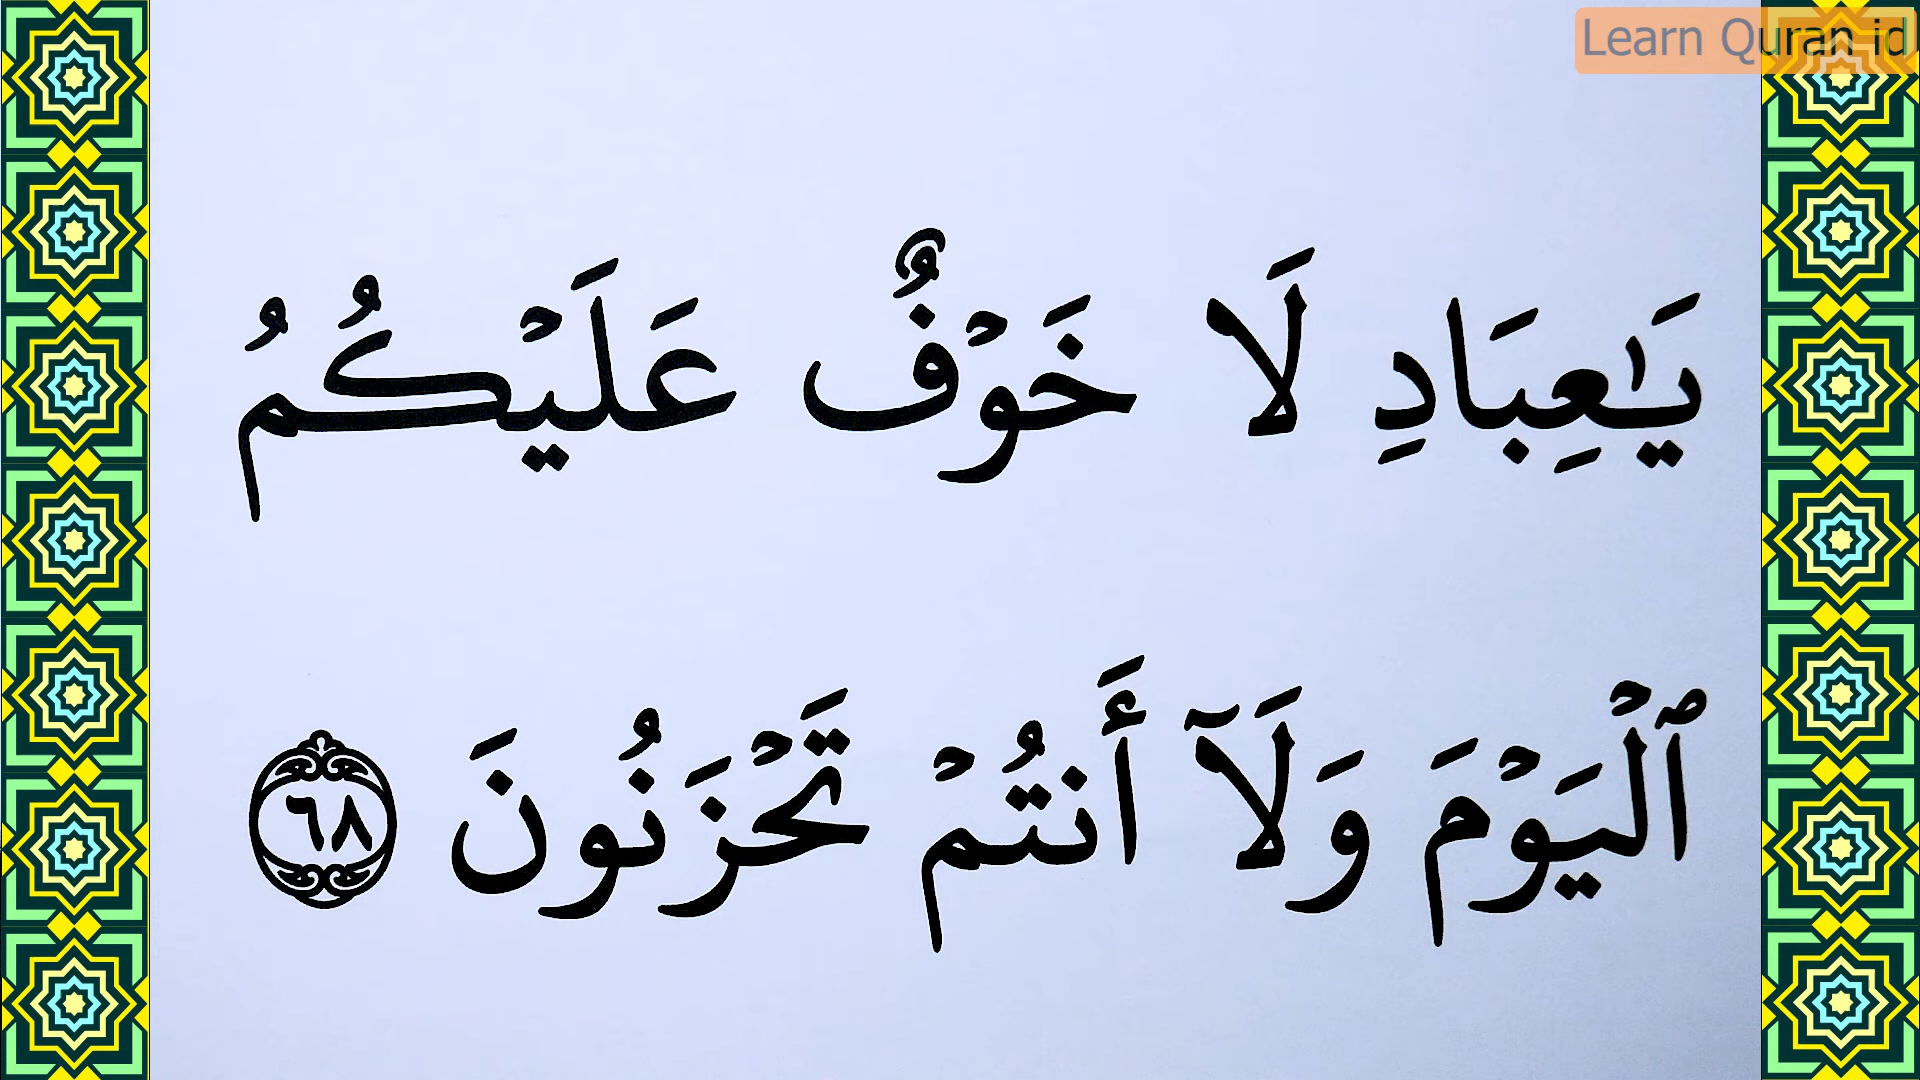 Learn Quran id
يَـٰعِبَادِ لَا خَوْفٌ عَلَيْكُمُ
ٱلْيَوْمَ وَلَآ أَنتُمْ تَحْزَنُونَ ٦٨